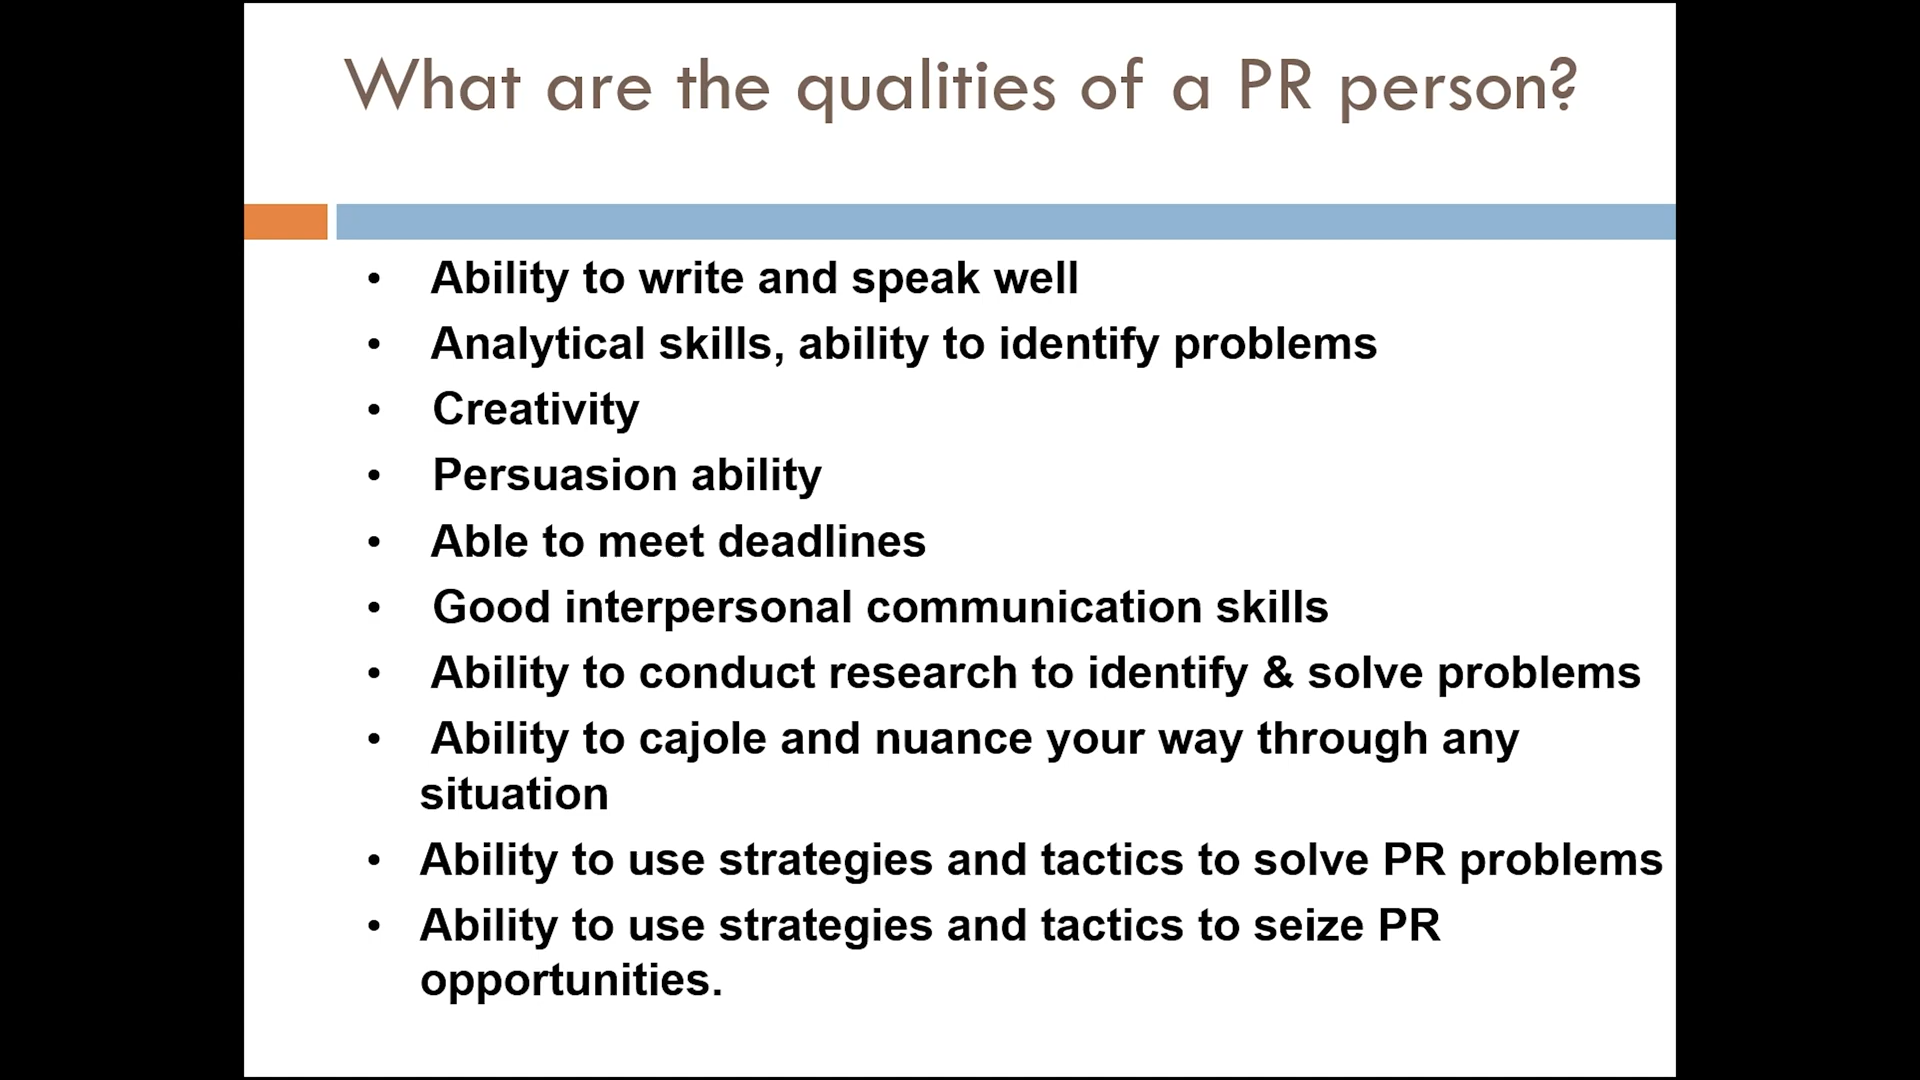 What are the qualities of a PR person?
• Ability to write and speak well
• Analytical skills, ability to identify problems
• Creativity
• Persuasion ability
• Able to meet deadlines
• Good interpersonal communication skills
• Ability to conduct research to identify & solve problems
• Ability to cajole and nuance your way through any
situation
• Ability to use strategies and tactics to solve PR problems
• Ability to use strategies and tactics to seize PR
opportunities.